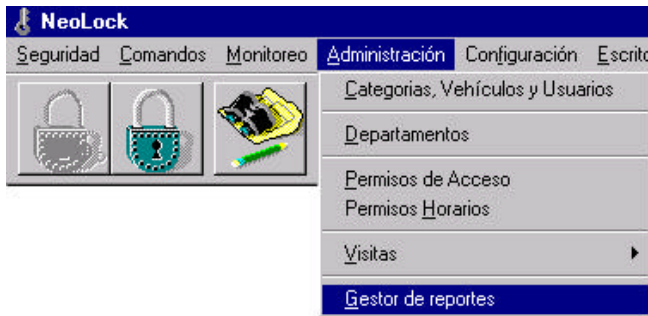 NeoLock
Seguridad Comandos Monitoreo Administración Configuración Escrito
Categorias, Vehículos y Usuarios
Departamentos
Permisos de Acceso
Permisos Horarios
Visitas
Gestor de reportes